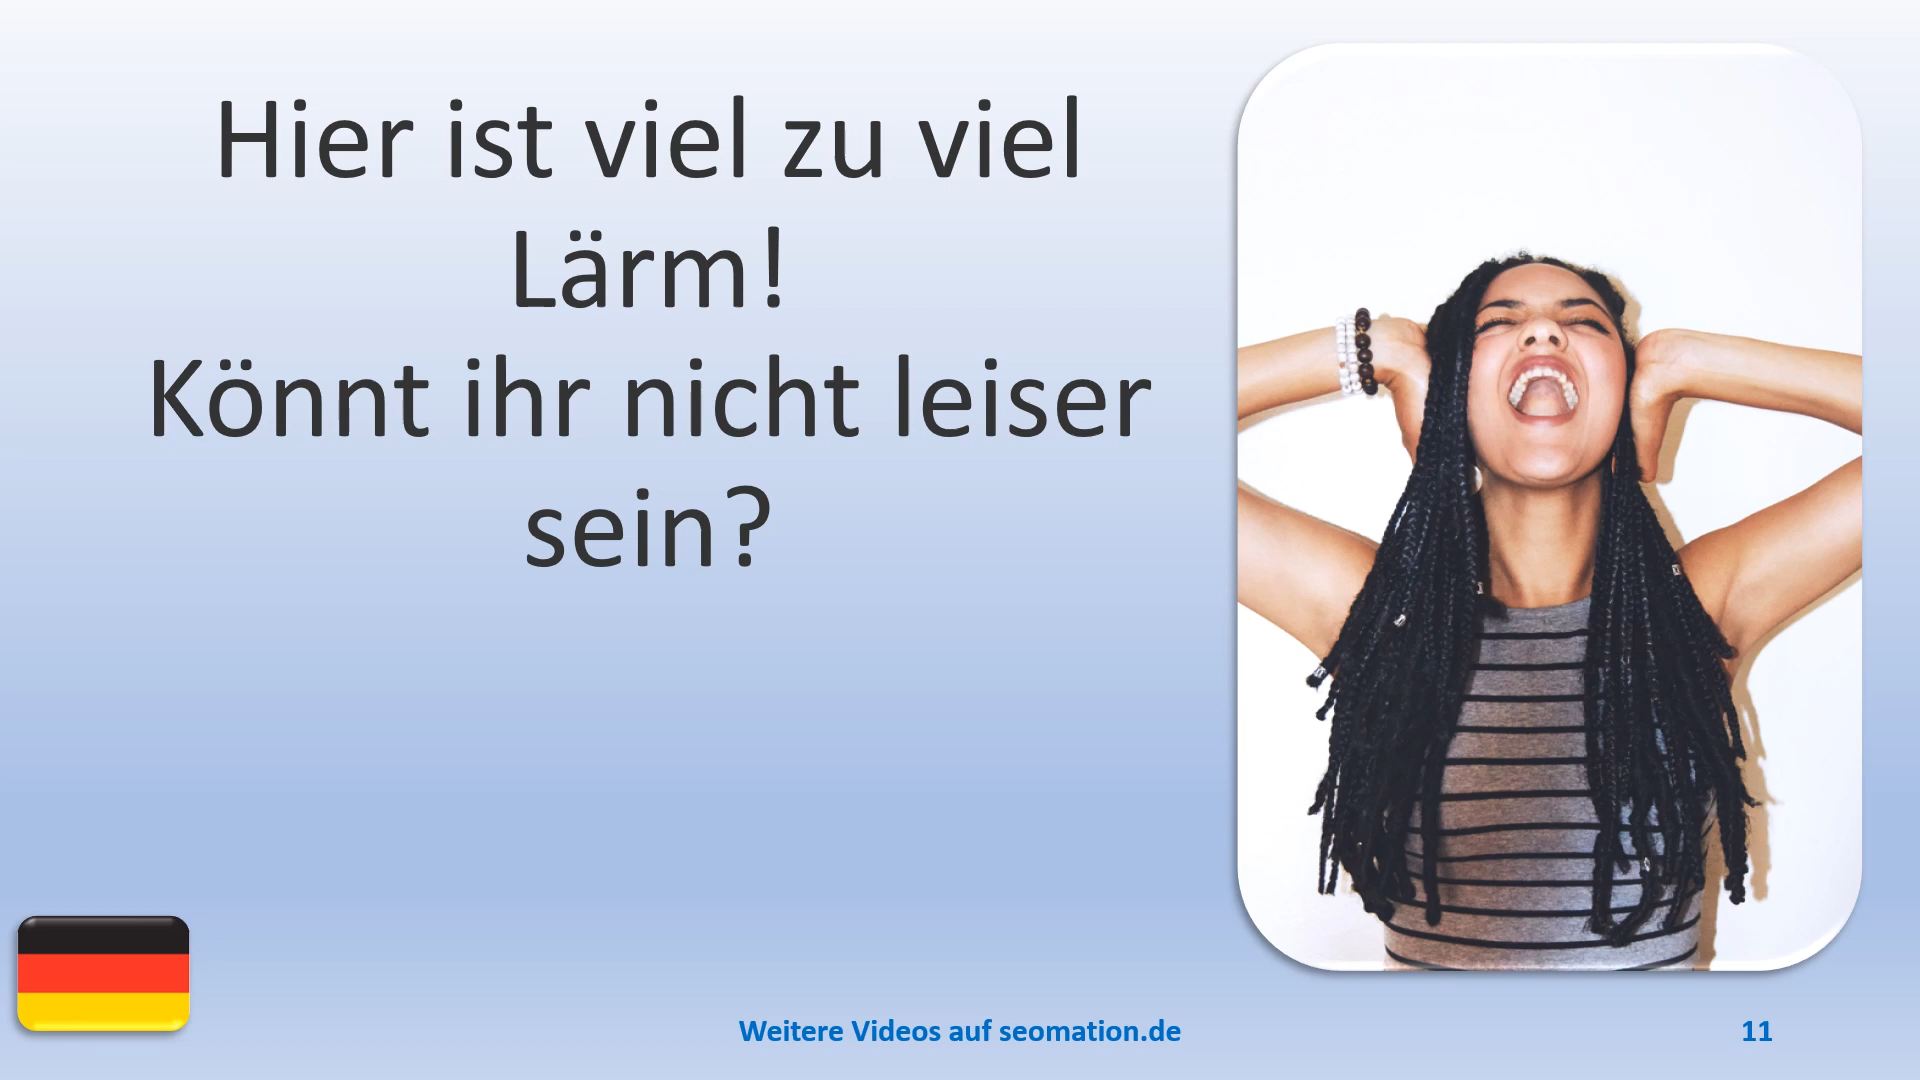 Hier ist viel zu viel
Lärm!
Könnt ihr nicht leiser
sein?
Weitere Videos auf seomation.de
11